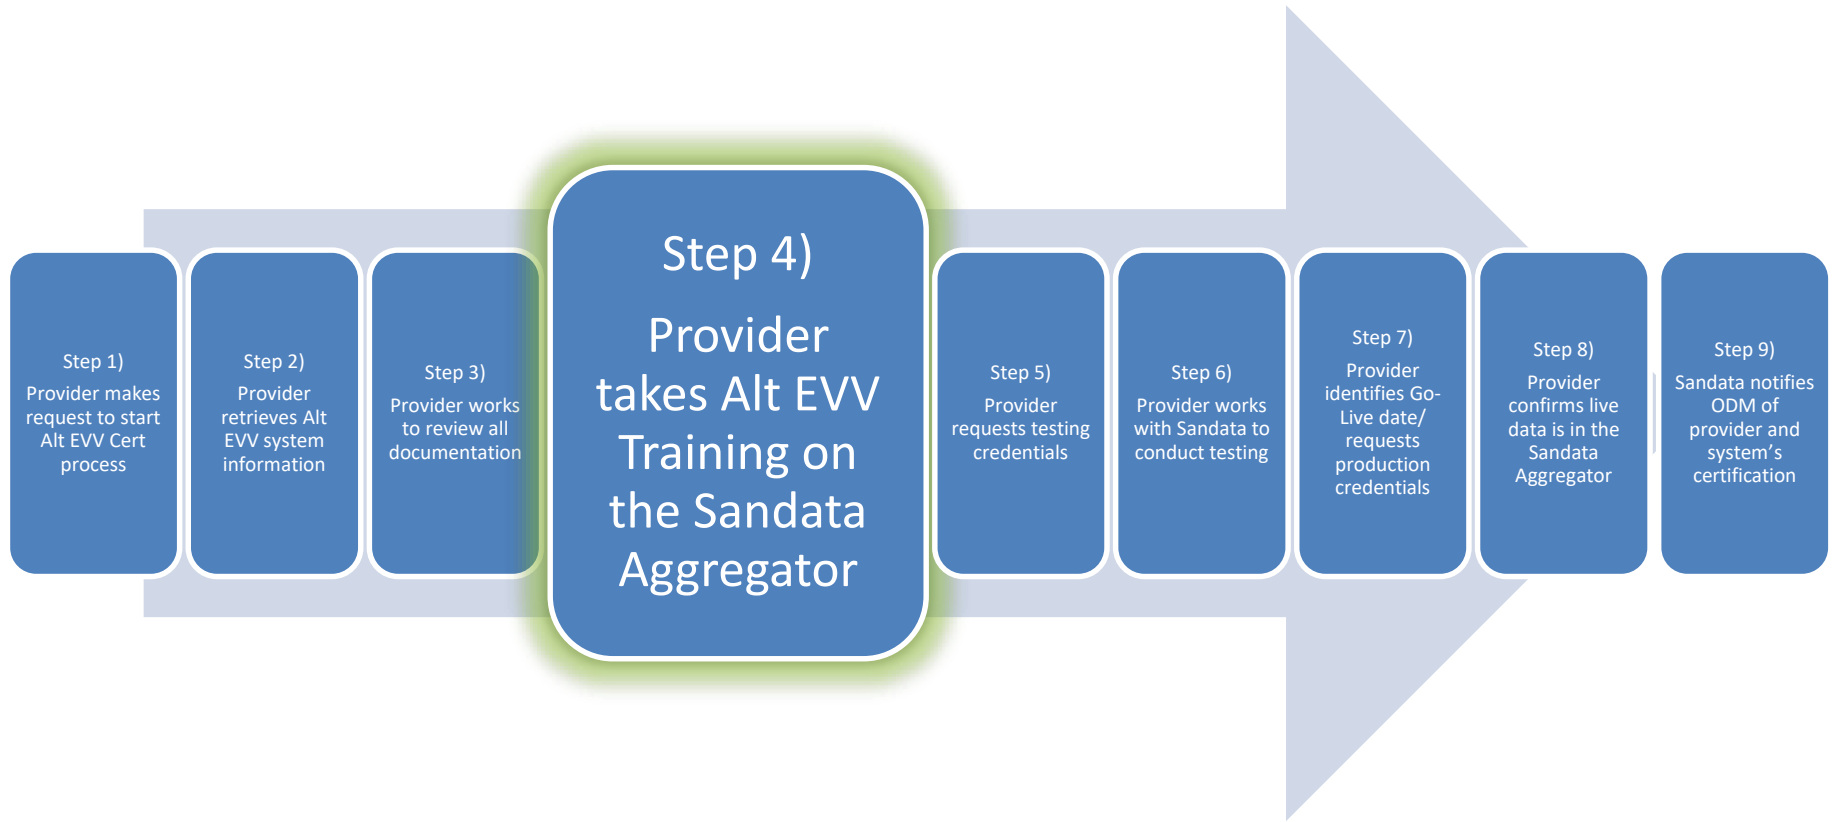 Step 1)
Provider makes
request to start
Alt EVV Cert
process
Step 2)
Provider
retrieves Alt
EVV system
information
Step 3)
Provider works
to review all
documentation
Step 4)
Provider
takes Alt EVV
Training on
the Sandata
Aggregator
Step 5)
Provider
requests testing
credentials
Step 6)
Provider works
with Sandata to
conduct testing
Step 7)
Provider
identifies Go-
Live date/
requests
production
credentials
Step 8)
Provider
confirms live
data is in the
Sandata
Aggregator
Step 9)
Sandata notifies
ODM of
provider and
system’s
certification